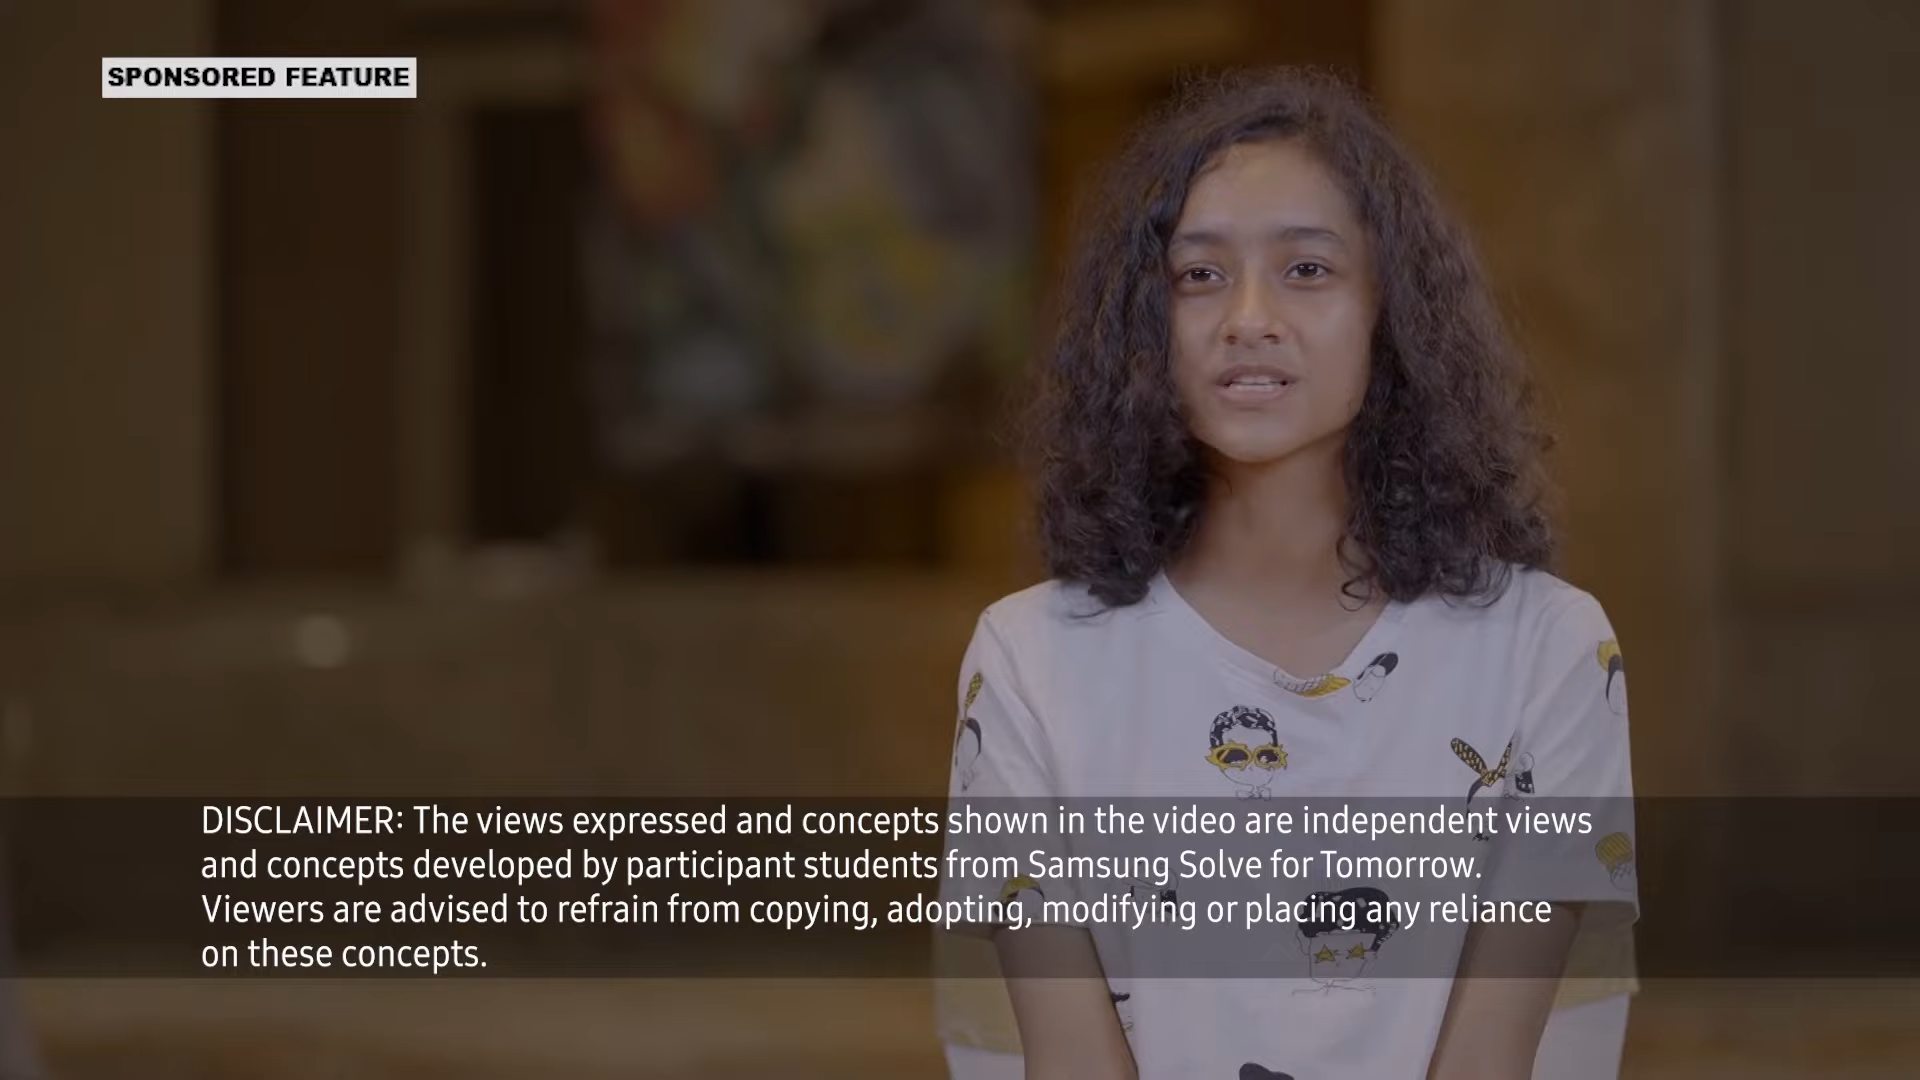 SPONSORED FEATURE
DISCLAIMER: The views expressed and concepts shown in the video are independent views
and concepts developed by participant students from Samsung Solve for Tomorrow.
Viewers are advised to refrain from copying, adopting, modifying or placing any reliance
on these concepts.